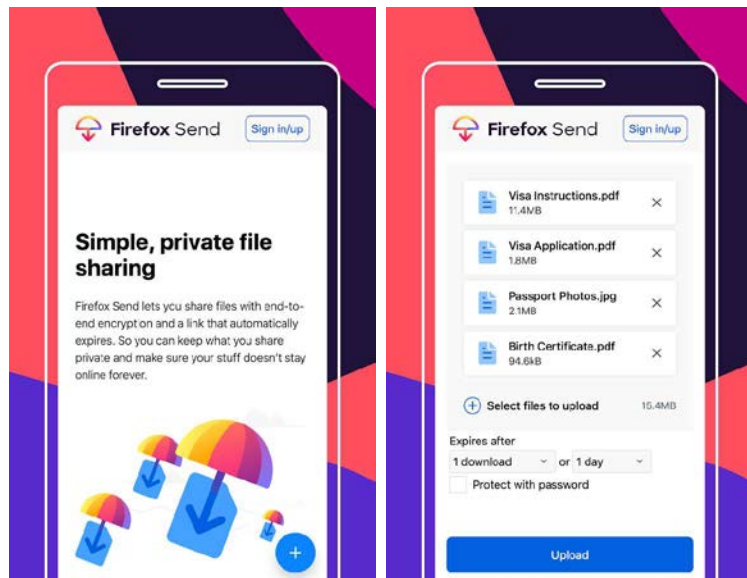 Firefox Send
Sign in/up
Simple, private file
sharing
Firefox Send lets you share files with end-to-
end encryption and a link that automatically
expires. So you can keep what you share
private and make sure your stuff doesn't stay
online forever.
Firefox Send
Sign in/up
Visa Instructions.pdf
11.4MB
Visa Application.pdf
1.8MB
Passport Photos.jpg
2.1MB
Birth Certificate.pdf
94.6kB
Select files to upload 15.4MB
Expires after
1 download or 1 day
Protect with password
Upload